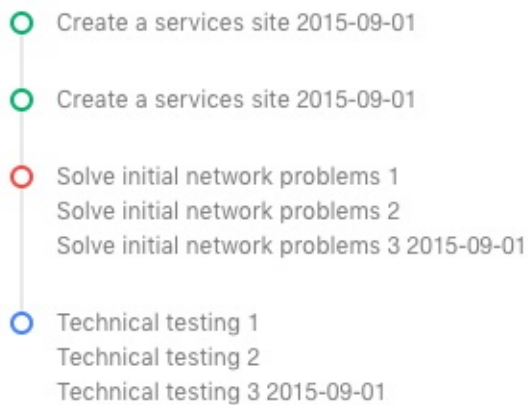 Create a services site 2015-09-01
Create a services site 2015-09-01
Solve initial network problems 1
Solve initial network problems 2
Solve initial network problems 3 2015-09-01
Technical testing 1
Technical testing 2
Technical testing 3 2015-09-01